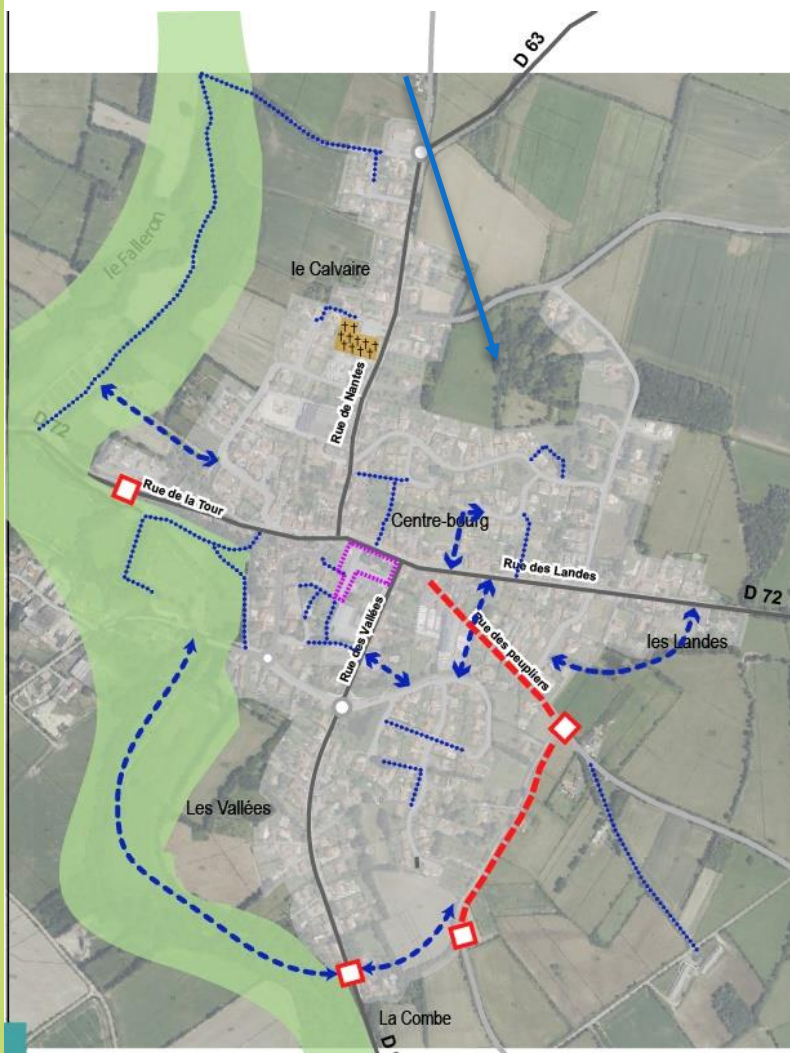 D 63
le Falleron
le Calvaire
Rue de Nantes
D 72
Rue de la Tour
Centre-bourg
Rue des Landes
D 72
les Landes
Rue des peupliers
Rue des Vallées
Les Vallées
La Combe
D